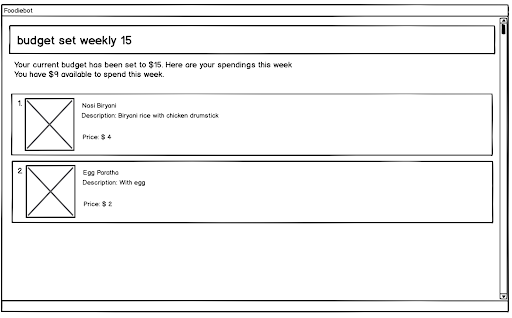 Foodiebot
budget set weekly 15
Your current budget has been set to $15. Here are your spendings this week
You have $9 available to spend this week.
1.
Nasi Biryani
Description: Biryani rice with chicken drumstick
Price: $ 4
2.
Egg Paratha
Description: With egg
Price: $ 2